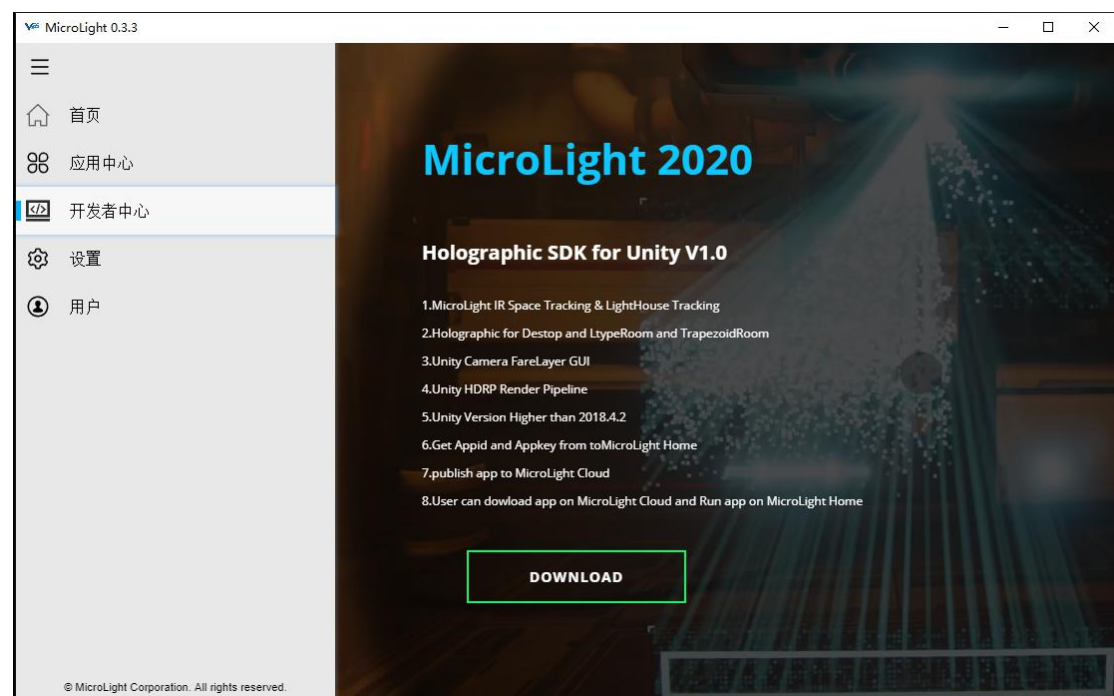 MicroLight 0.3.3
首页
应用中心
开发者中心
设置
用户
© MicroLight Corporation. All rights reserved.
MicroLight 2020
Holographic SDK for Unity V1.0
1.MicroLight IR Space Tracking & LightHouse Tracking
2.Holographic for Destop and LtypeRoom and TrapezoidRoom
3.Unity Camera FareLayer GUI
4.Unity HDRP Render Pipeline
5.Unity Version Higher than 2018.4.2
6.Get Appid and Appkey from toMicroLight Home
7.publish app to MicroLight Cloud
8.User can dowload app on MicroLight Cloud and Run app on MicroLight Home
DOWNLOAD